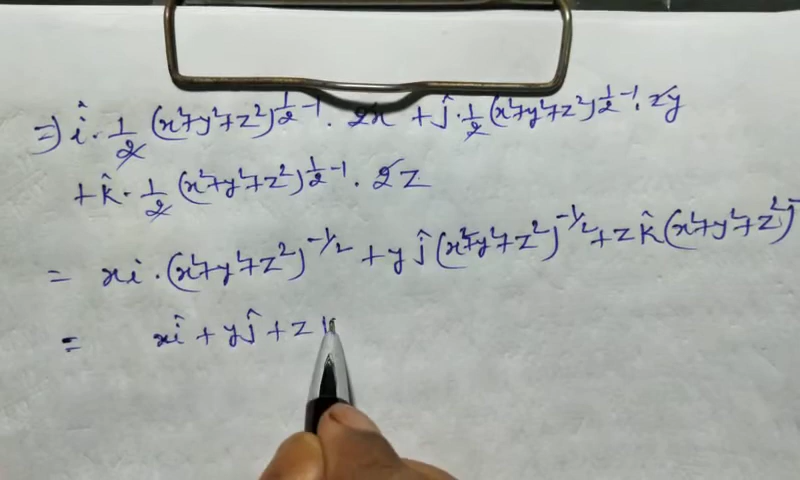 ⇒ î · 1/2 (x²+y²+z²)^(1/2 -1) · 2x + ĵ · 1/2 (x²+y²+z²)^(1/2 -1) · 2y
+ k̂ · 1/2 (x²+y²+z²)^(1/2 -1) · 2z
= xi · (x²+y²+z²)^(-1/2) + y ĵ (x²+y²+z²)^(-1/2) + z k̂ (x²+y²+z²)
= xî + yĵ + z